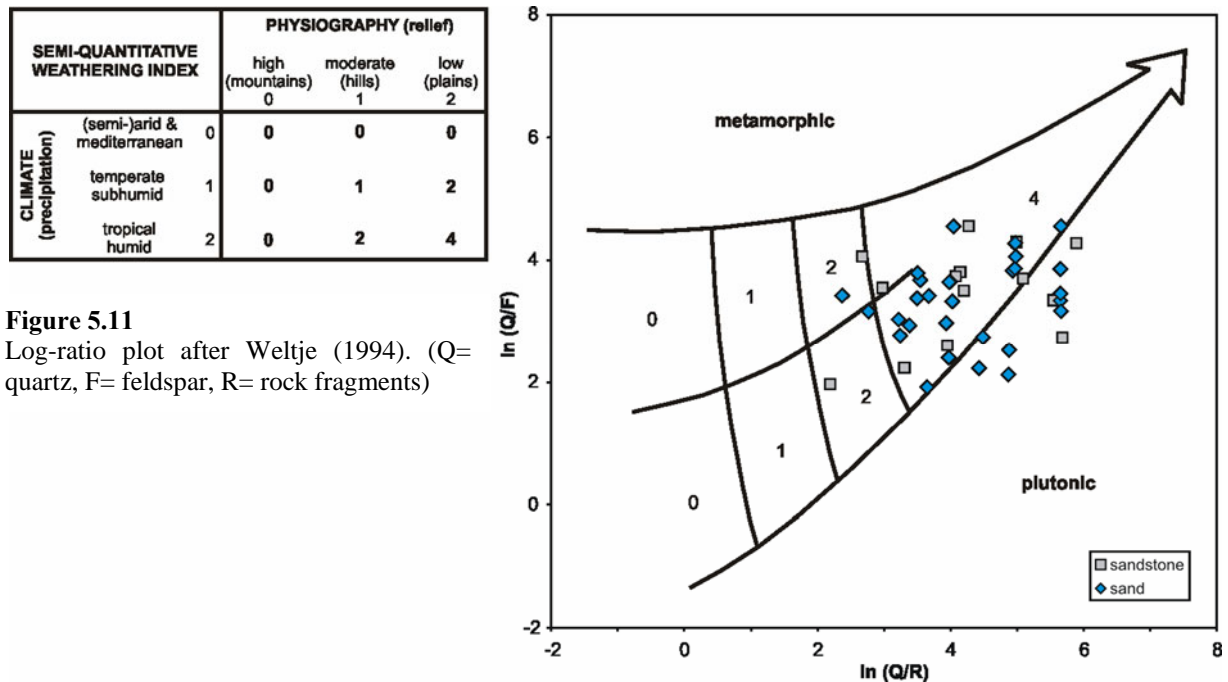 SEMI-QUANTITATIVE
WEATHERING INDEX
PHYSIOGRAPHY (relief)
high
(mountains)
0
moderate
(hills)
1
low
(plains)
2
CLIMATE
(precipitation)
(semi-)arid &
mediterranean
0
0
0
0
temperate
subhumid
1
0
1
2
tropical
humid
2
0
2
4
Figure 5.11
Log-ratio plot after Weltje (1994). (Q=
quartz, F= feldspar, R= rock fragments)
8
6
4
2
0
-2
ln (Q/F)
metamorphic
4
2
1
0
2
1
0
plutonic
sandstone
sand
-2
0
2
4
6
8
ln (Q/R)